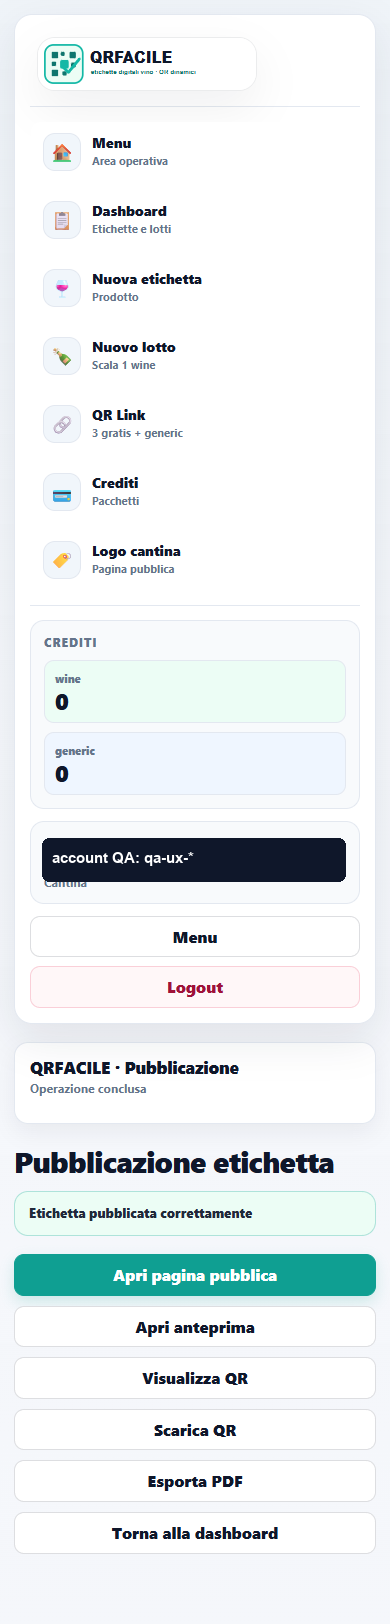 QRFACILE
etichette digitali vino · QR dinamici
Menu
Area operativa
Dashboard
Etichette e lotti
Nuova etichetta
Prodotto
Nuovo lotto
Scala 1 wine
QR Link
3 gratis + generic
Crediti
Pacchetti
Logo cantina
Pagina pubblica
CREDITI
wine
0
generic
0
account QA: qa-ux-*
Cantina
Menu
Logout
QRFACILE · Pubblicazione
Operazione conclusa
Pubblicazione etichetta
Etichetta pubblicata correttamente
Apri pagina pubblica
Apri anteprima
Visualizza QR
Scarica QR
Esporta PDF
Torna alla dashboard